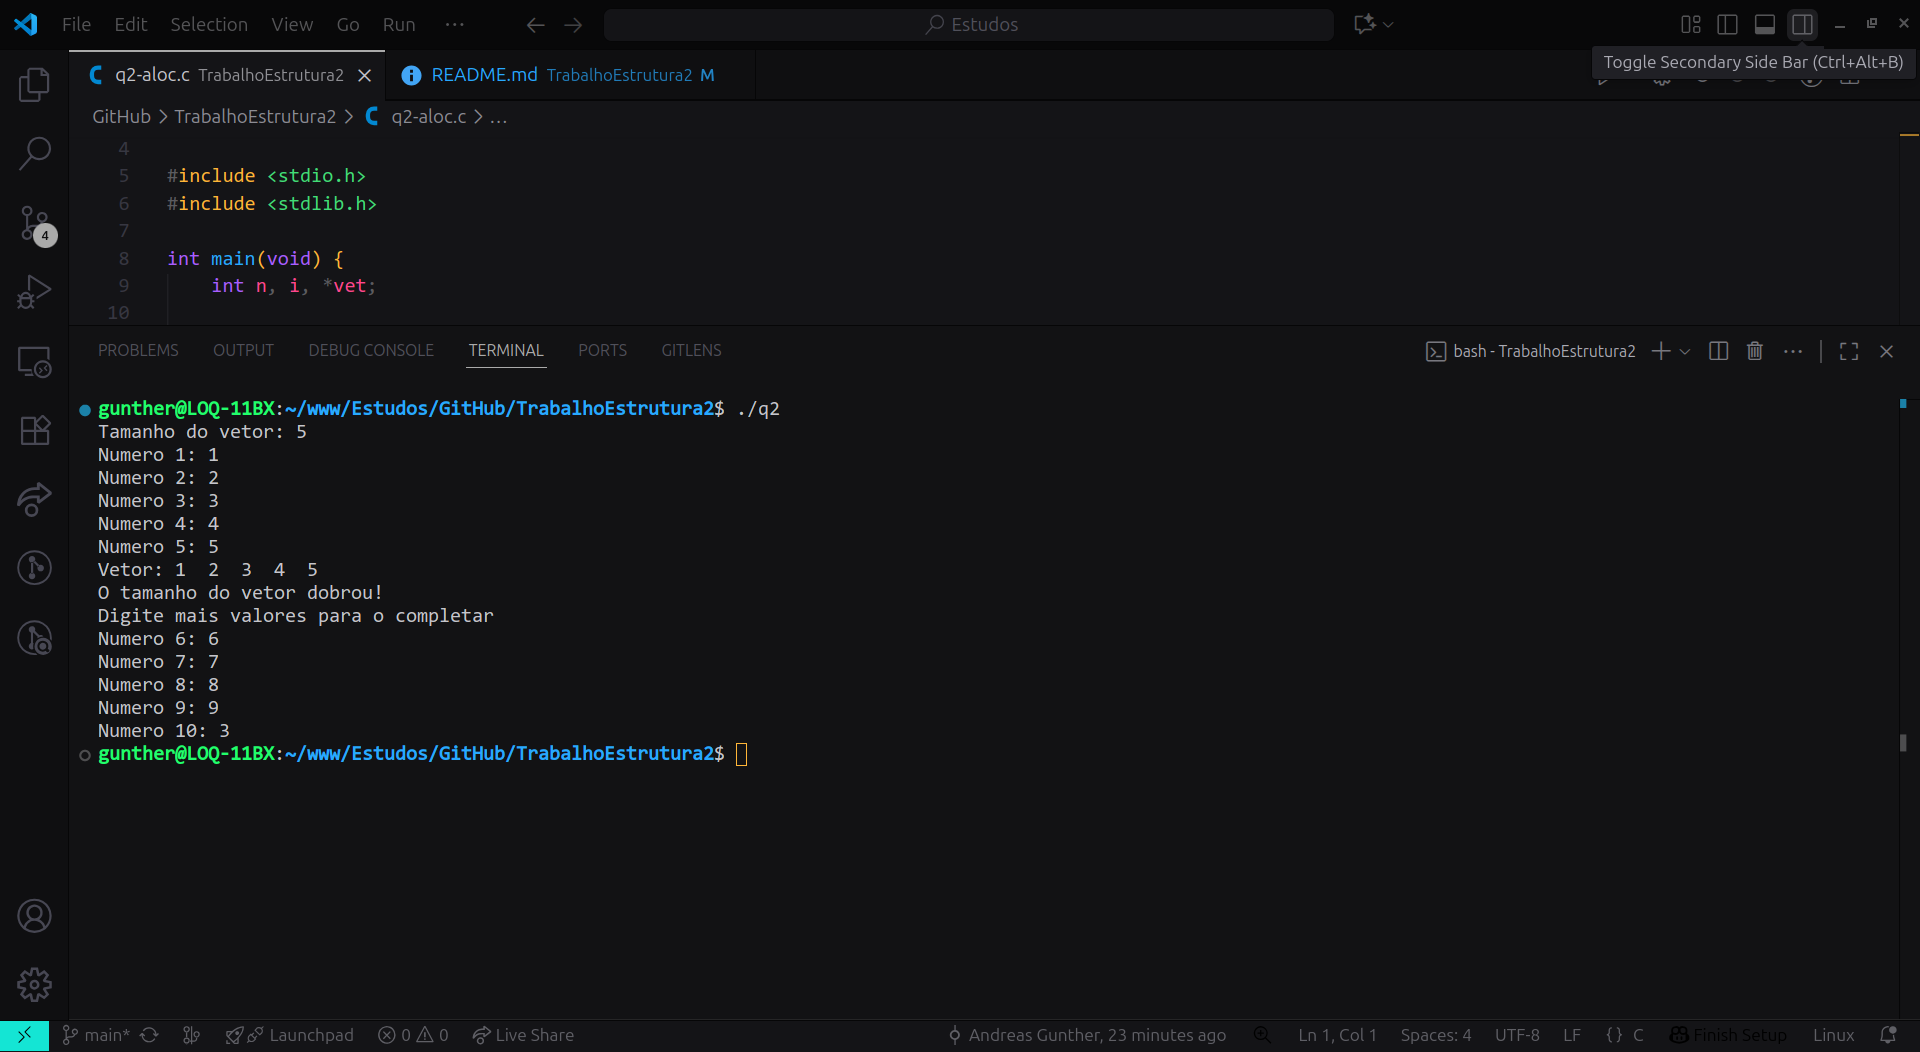 File Edit Selection View Go Run ··· Estudos
Toggle Secondary Side Bar (Ctrl+Alt+B)
q2-aloc.c TrabalhoEstrutura2 README.md TrabalhoEstrutura2 M
GitHub > TrabalhoEstrutura2 > q2-aloc.c > ...
4
5 #include <stdio.h>
6 #include <stdlib.h>
7
8 int main(void) {
9 int n, i, *vet;
10
4
PROBLEMS OUTPUT DEBUG CONSOLE TERMINAL PORTS GITLENS bash - TrabalhoEstrutura2
gunther@LOQ-11BX:~/www/Estudos/GitHub/TrabalhoEstrutura2$ ./q2
Tamanho do vetor: 5
Numero 1: 1
Numero 2: 2
Numero 3: 3
Numero 4: 4
Numero 5: 5
Vetor: 1 2 3 4 5
O tamanho do vetor dobrou!
Digite mais valores para o completar
Numero 6: 6
Numero 7: 7
Numero 8: 8
Numero 9: 9
Numero 10: 3
gunther@LOQ-11BX:~/www/Estudos/GitHub/TrabalhoEstrutura2$
main* Launchpad 0 0 Live Share Andreas Gunther, 23 minutes ago Ln 1, Col 1 Spaces: 4 UTF-8 LF {} C Finish Setup Linux